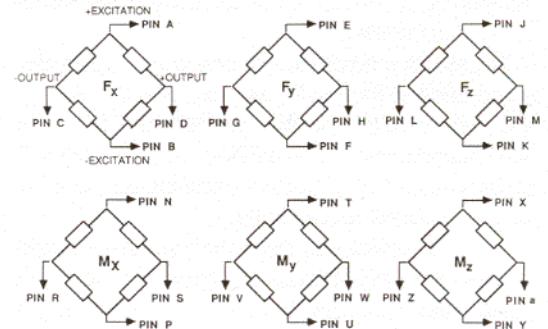 +EXCITATION
PIN A
PIN E
PIN J
-OUTPUT
+OUTPUT
Fx
Fy
Fz
PIN C
PIN D
PIN G
PIN H
PIN L
PIN M
PIN B
PIN F
PIN K
-EXCITATION
PIN N
PIN T
PIN X
Mx
My
Mz
PIN R
PIN S
PIN V
PIN W
PIN Z
PIN a
PIN P
PIN U
PIN Y